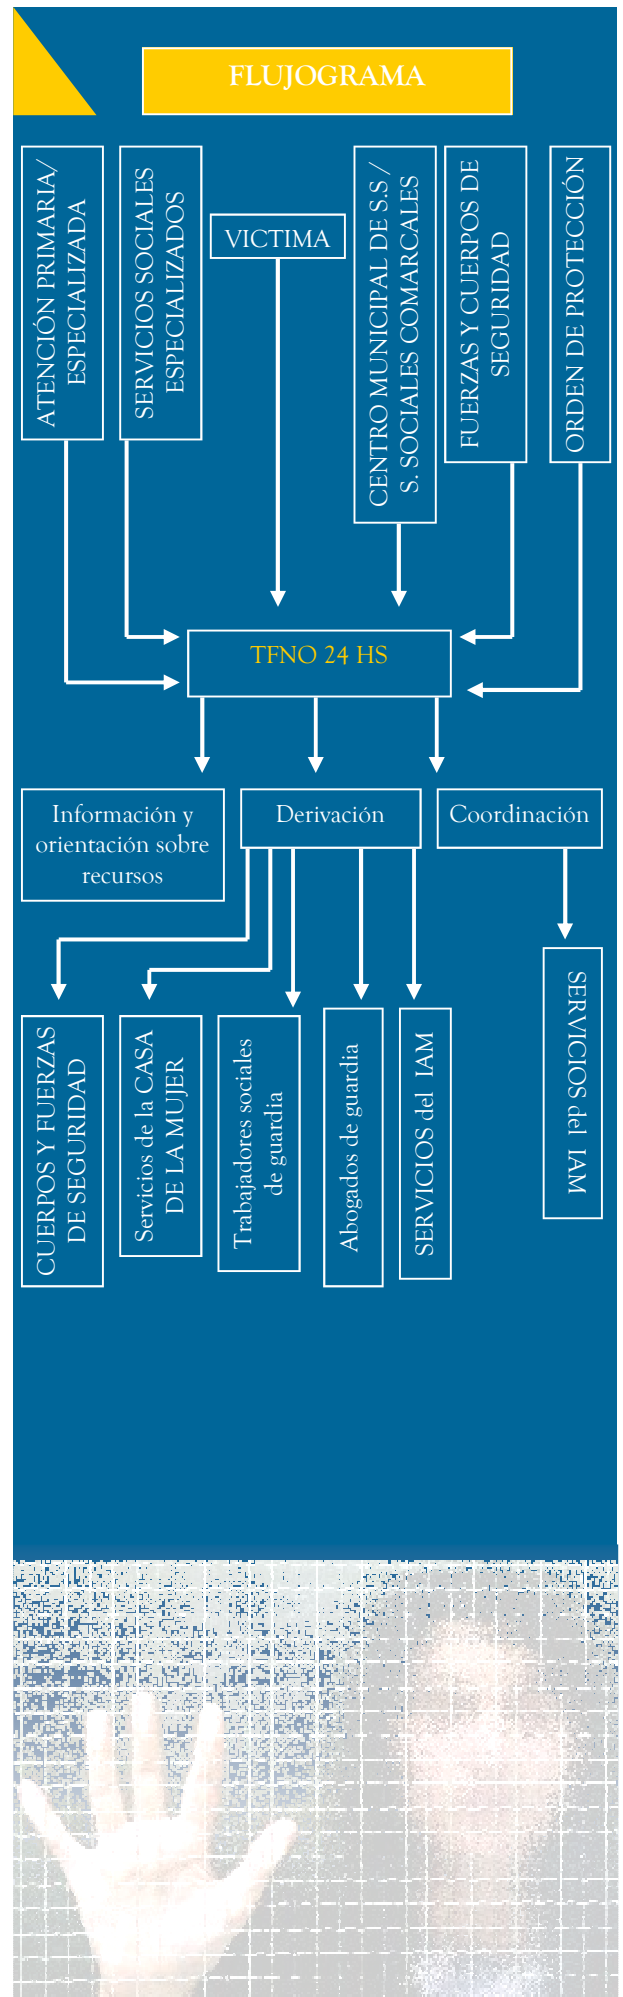 FLUJOGRAMA
ATENCIÓN PRIMARIA/
ESPECIALIZADA
SERVICIOS SOCIALES
ESPECIALIZADOS
VICTIMA
CENTRO MUNICIPAL DE S.S /
S. SOCIALES COMARCALES
FUERZAS Y CUERPOS DE
SEGURIDAD
ORDEN DE PROTECCIÓN
TFNO 24 HS
Información y
orientación sobre
recursos
Derivación
Coordinación
CUERPOS Y FUERZAS
DE SEGURIDAD
Servicios de la CASA
DE LA MUJER
Trabajadores sociales
de guardia
Abogados de guardia
SERVICIOS del IAM
SERVICIOS del IAM